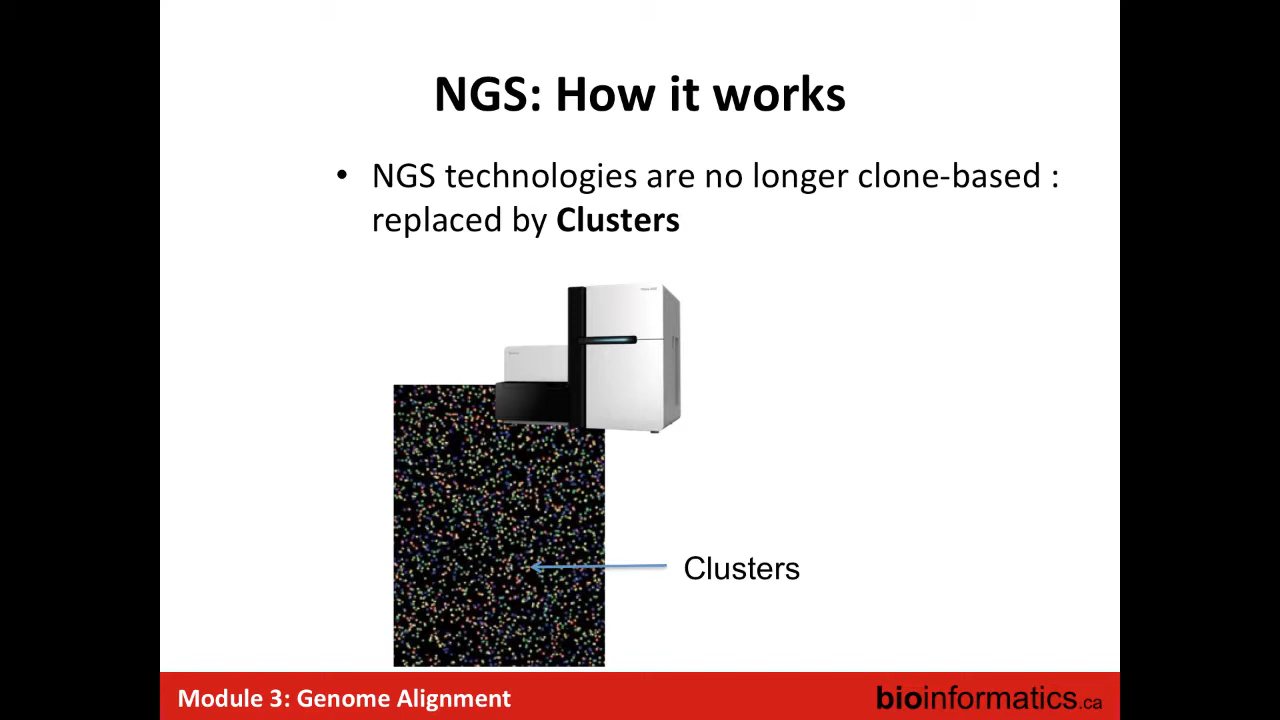 NGS: How it works
• NGS technologies are no longer clone-based :
replaced by Clusters
Clusters
Module 3: Genome Alignment
bioinformatics.ca